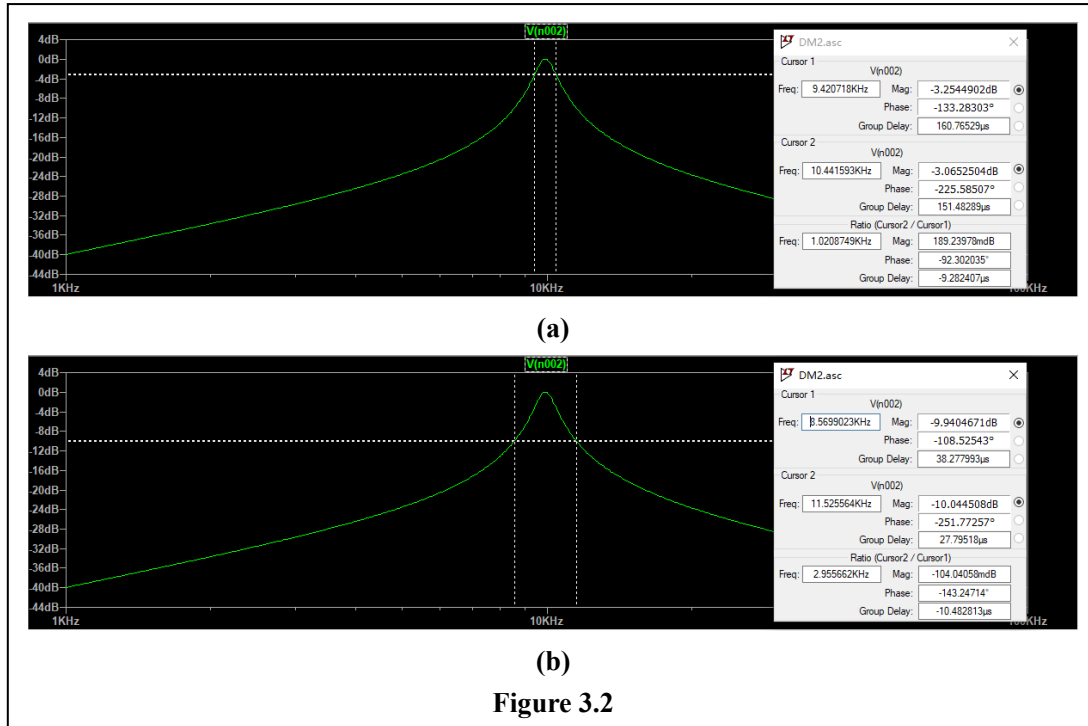 V(n002)
4dB
0dB
-4dB
-8dB
-12dB
-16dB
-20dB
-24dB
-28dB
-32dB
-36dB
-40dB
-44dB
1KHz
10KHz
KHz
DM2.asc
Cursor 1
V(n002)
Freq: 9.420718KHz Mag: -3.2544902dB
Phase: -133.28303°
Group Delay: 160.76529µs
Cursor 2
V(n002)
Freq: 10.441593KHz Mag: -3.0652504dB
Phase: -225.58507°
Group Delay: 151.48289µs
Ratio (Cursor2 / Cursor1)
Freq: 1.0208749KHz Mag: 189.23978mdB
Phase: -92.302035°
Group Delay: -9.282407µs
(a)
V(n002)
4dB
0dB
-4dB
-8dB
-12dB
-16dB
-20dB
-24dB
-28dB
-32dB
-36dB
-40dB
-44dB
1KHz
10KHz
KHz
DM2.asc
Cursor 1
V(n002)
Freq: 8.5699023KHz Mag: -9.9404671dB
Phase: -108.52543°
Group Delay: 38.277993µs
Cursor 2
V(n002)
Freq: 11.525564KHz Mag: -10.044508dB
Phase: -251.77257°
Group Delay: 27.79518µs
Ratio (Cursor2 / Cursor1)
Freq: 2.955662KHz Mag: -104.04058mdB
Phase: -143.24714°
Group Delay: -10.482813µs
(b)
Figure 3.2